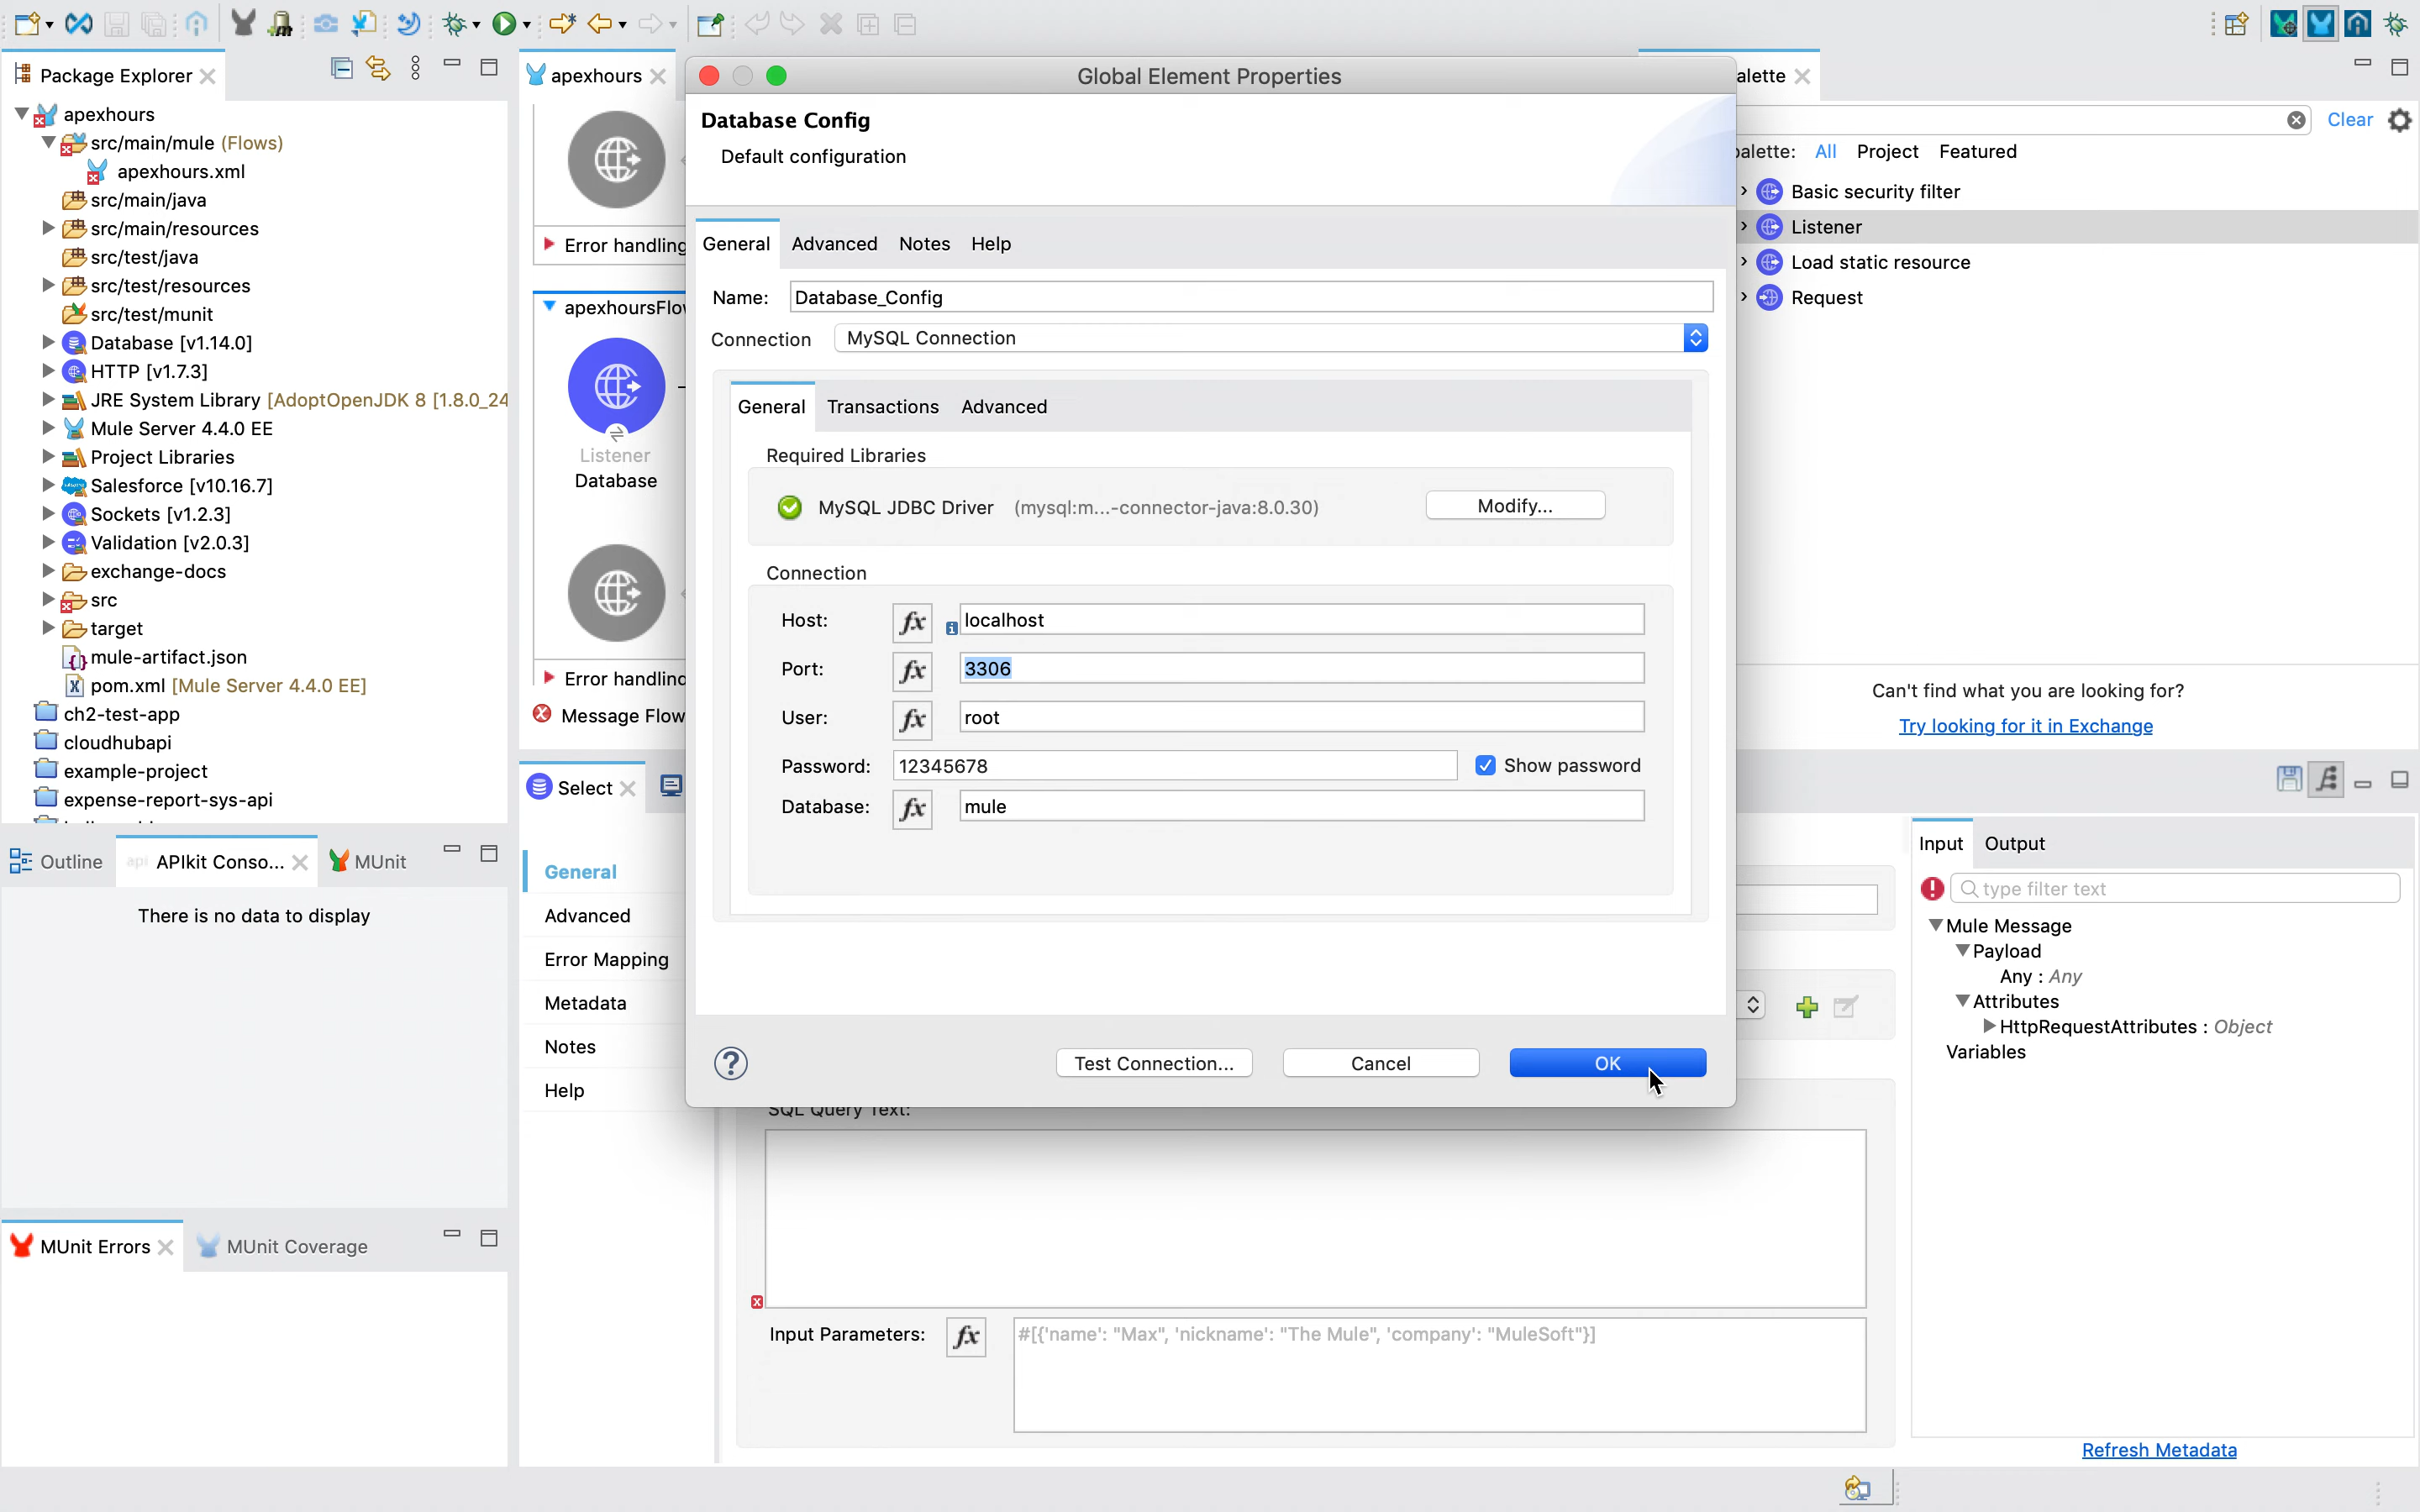 Package Explorer
apexhours
src/main/mule (Flows)
apexhours.xml
src/main/java
src/main/resources
src/test/java
src/test/resources
src/test/munit
Database [v1.14.0]
HTTP [v1.7.3]
JRE System Library [AdoptOpenJDK 8 [1.8.0_24
Mule Server 4.4.0 EE
Project Libraries
Salesforce [v10.16.7]
Sockets [v1.2.3]
Validation [v2.0.3]
exchange-docs
src
target
mule-artifact.json
pom.xml [Mule Server 4.4.0 EE]
ch2-test-app
cloudhubapi
example-project
expense-report-sys-api
Outline
api APIkit Conso...
MUnit
There is no data to display
MUnit Errors
MUnit Coverage
apexhours
Error handling
apexhoursFlow
Listener
Database
Error handling
Message Flow
Select
General
Advanced
Error Mapping
Metadata
Notes
Help
Global Element Properties
Database Config
Default configuration
General Advanced Notes Help
Name: Database_Config
Connection MySQL Connection
General Transactions Advanced
Required Libraries
MySQL JDBC Driver (mysql:m...-connector-java:8.0.30) Modify...
Connection
Host: fx localhost
Port: fx 3306
User: fx root
Password: 12345678 Show password
Database: fx mule
? Test Connection... Cancel OK
SQL Query Text:
Input Parameters: fx #[{'name': "Max", 'nickname': "The Mule", 'company': "MuleSoft"}]
alette
Clear
palette: All Project Featured
Basic security filter
Listener
Load static resource
Request
Can't find what you are looking for?
Try looking for it in Exchange
Input Output
type filter text
Mule Message
Payload
Any : Any
Attributes
HttpRequestAttributes : Object
Variables
Refresh Metadata